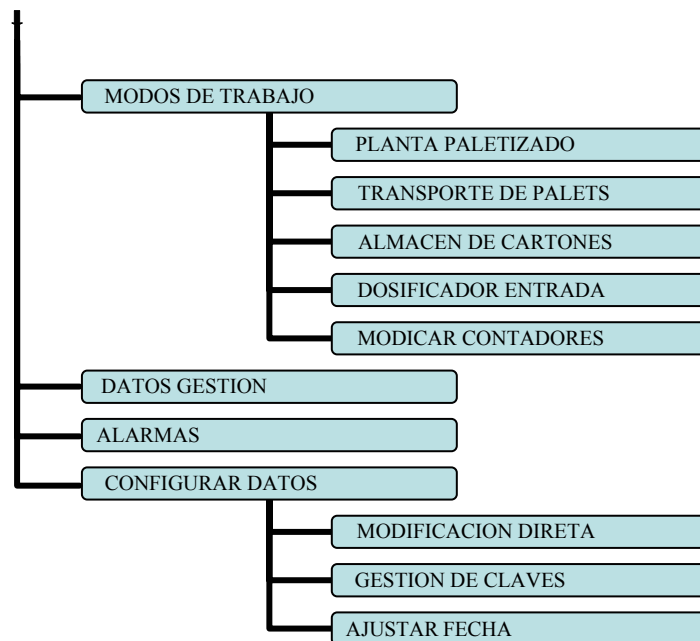 MODOS DE TRABAJO
PLANTA PALETIZADO
TRANSPORTE DE PALETS
ALMACEN DE CARTONES
DOSIFICADOR ENTRADA
MODICAR CONTADORES
DATOS GESTION
ALARMAS
CONFIGURAR DATOS
MODIFICACION DIRETA
GESTION DE CLAVES
AJUSTAR FECHA